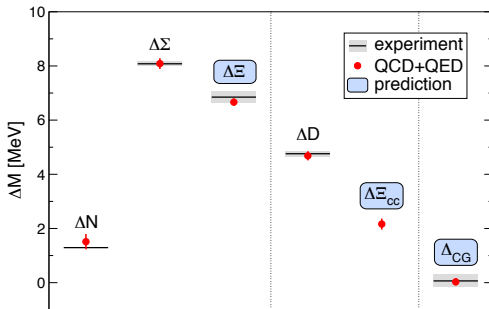 10
8
6
4
2
0
ΔM [MeV]
ΔN
ΔΣ
ΔΞ
ΔD
ΔΞcc
ΔCG
experiment
QCD+QED
prediction